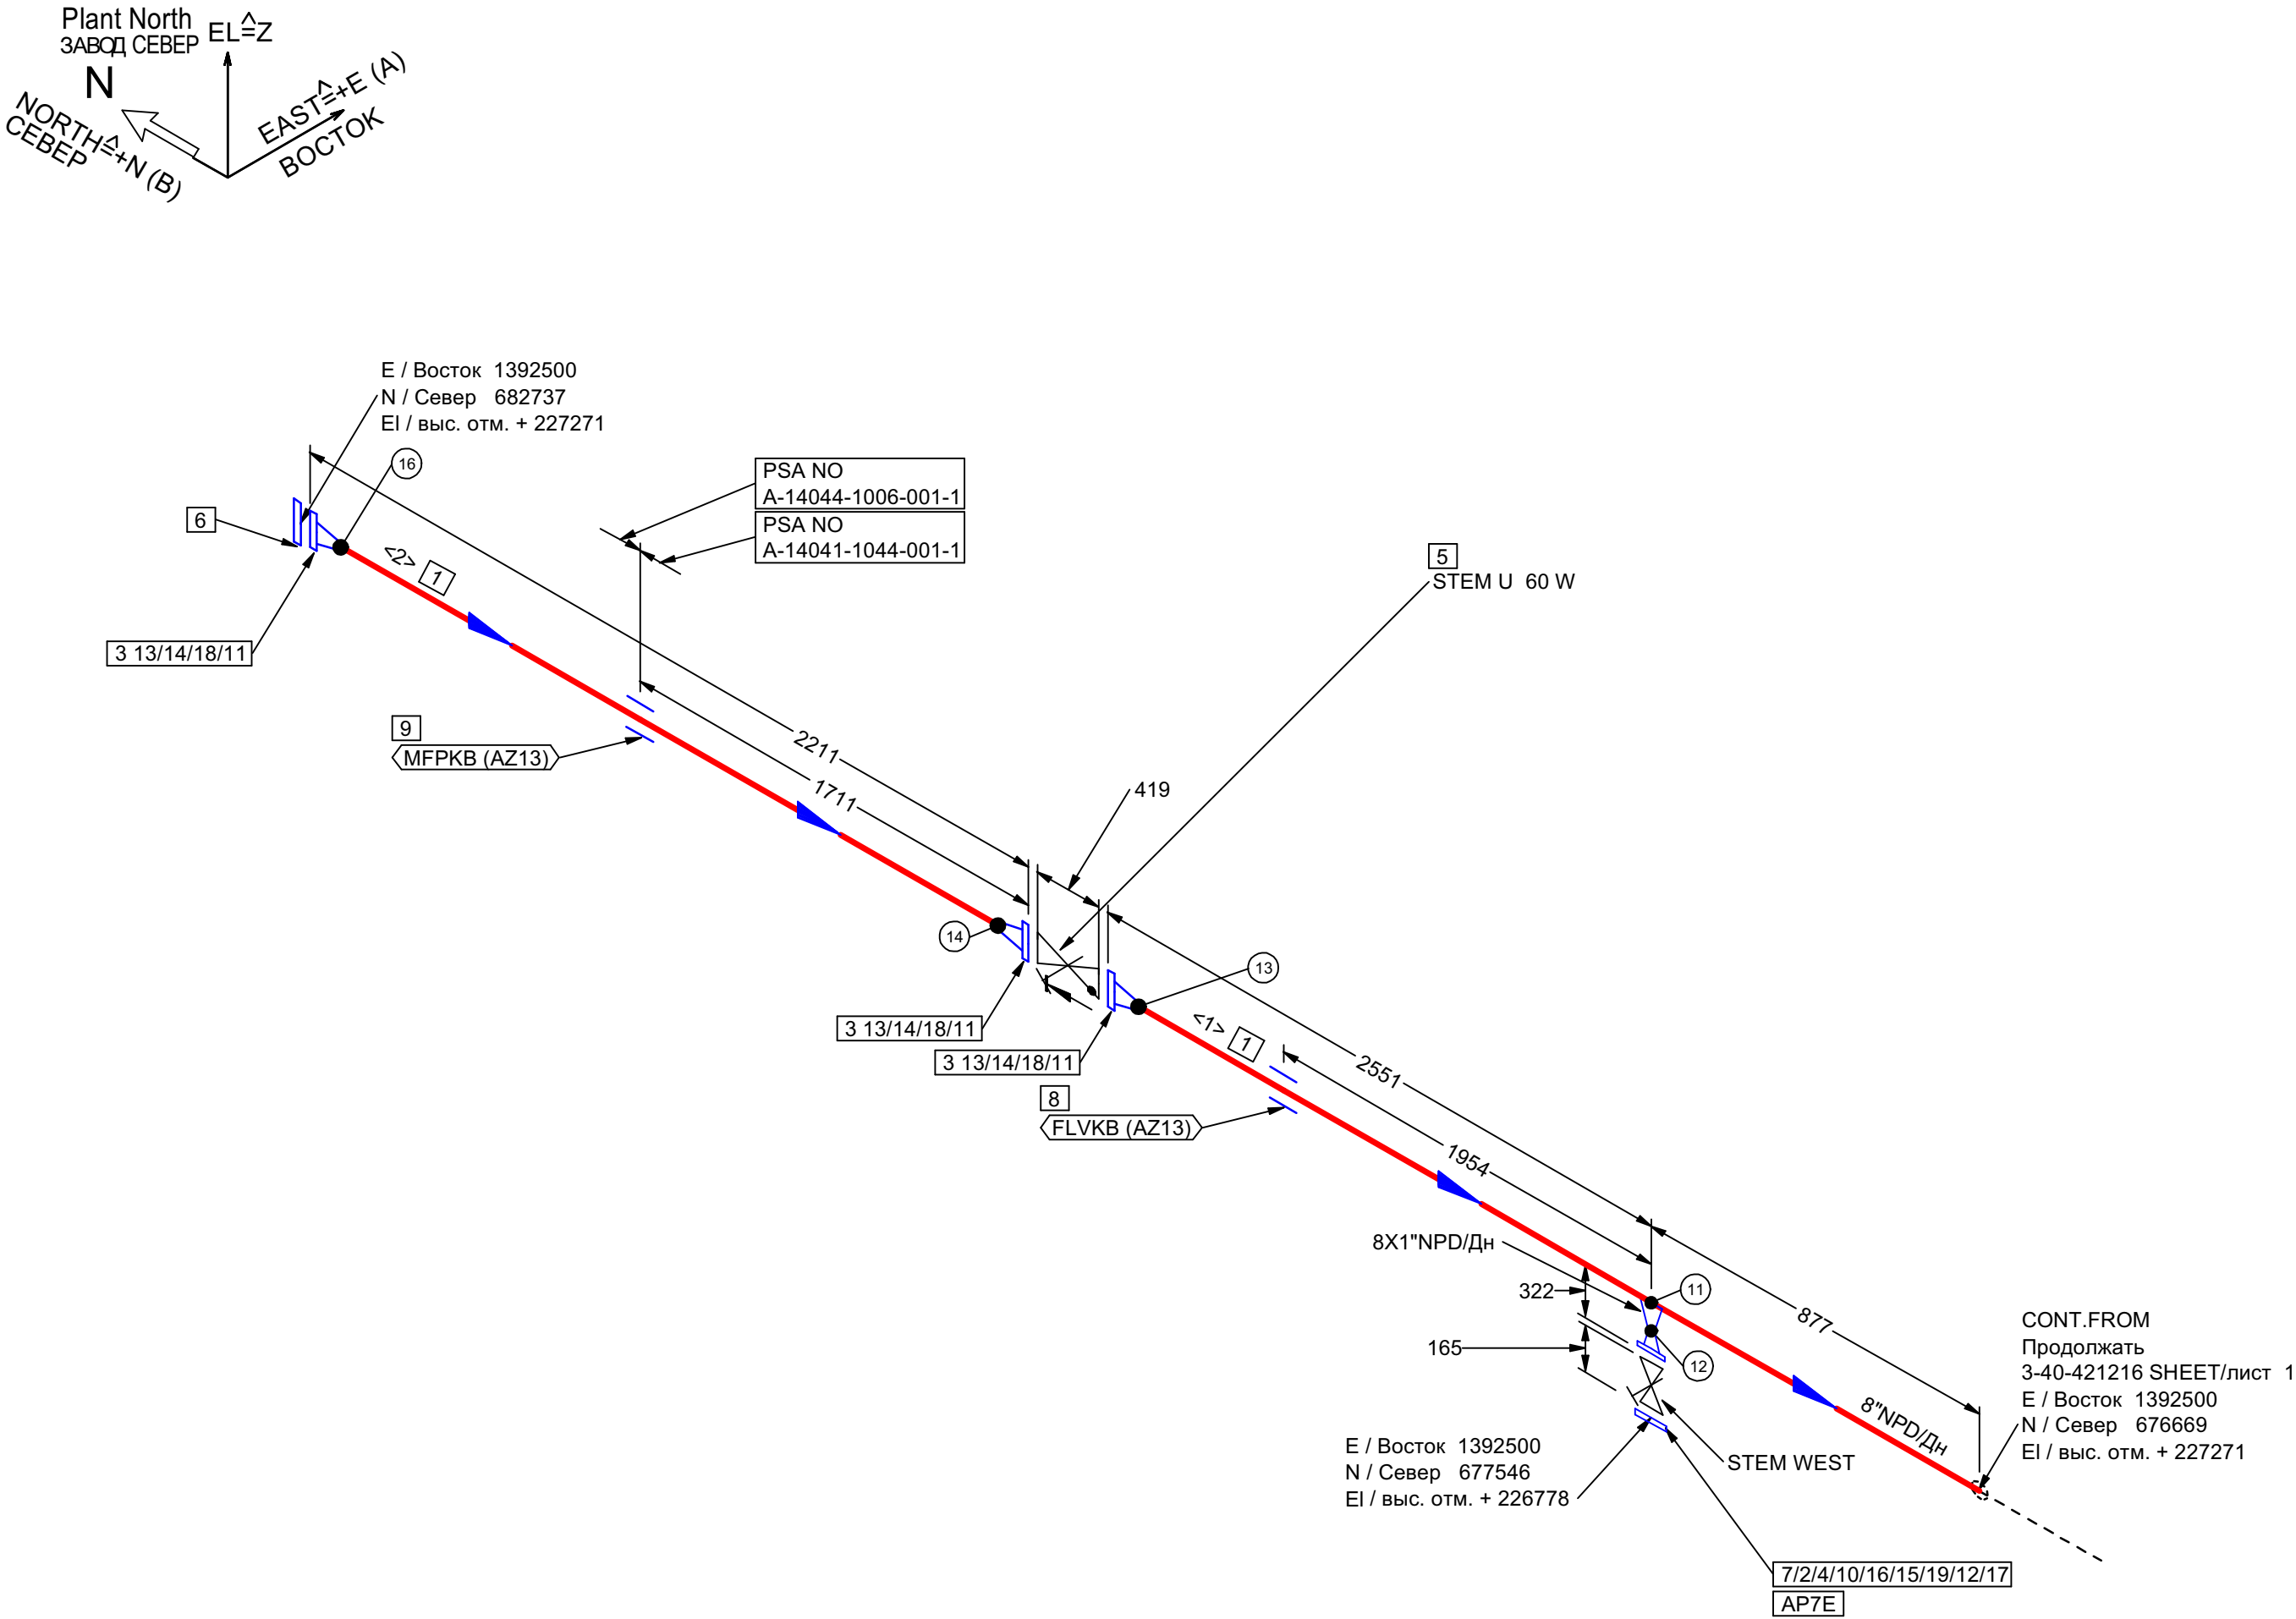 Plant North
ЗАВОД СЕВЕР
N
EL≙Z
EAST≙+E (A)
ВОСТОК
NORTH≙+N (B)
СЕВЕР
E / Восток 1392500
N / Север 682737
El / выс. отм. + 227271
16
6
PSA NO
A-14044-1006-001-1
PSA NO
A-14041-1044-001-1
<2> 1
5
STEM U 60 W
3 13/14/18/11
9
MFPKB (AZ13)
2211
1711
419
14
13
3 13/14/18/11
3 13/14/18/11
<1> 1
8
FLVKB (AZ13)
2551
1954
8X1"NPD/Дн
322
11
165
12
877
8"NPD/Дн
CONT.FROM
Продолжать
3-40-421216 SHEET/лист 1
E / Восток 1392500
N / Север 676669
El / выс. отм. + 227271
E / Восток 1392500
N / Север 677546
El / выс. отм. + 226778
STEM WEST
7/2/4/10/16/15/19/12/17
AP7E